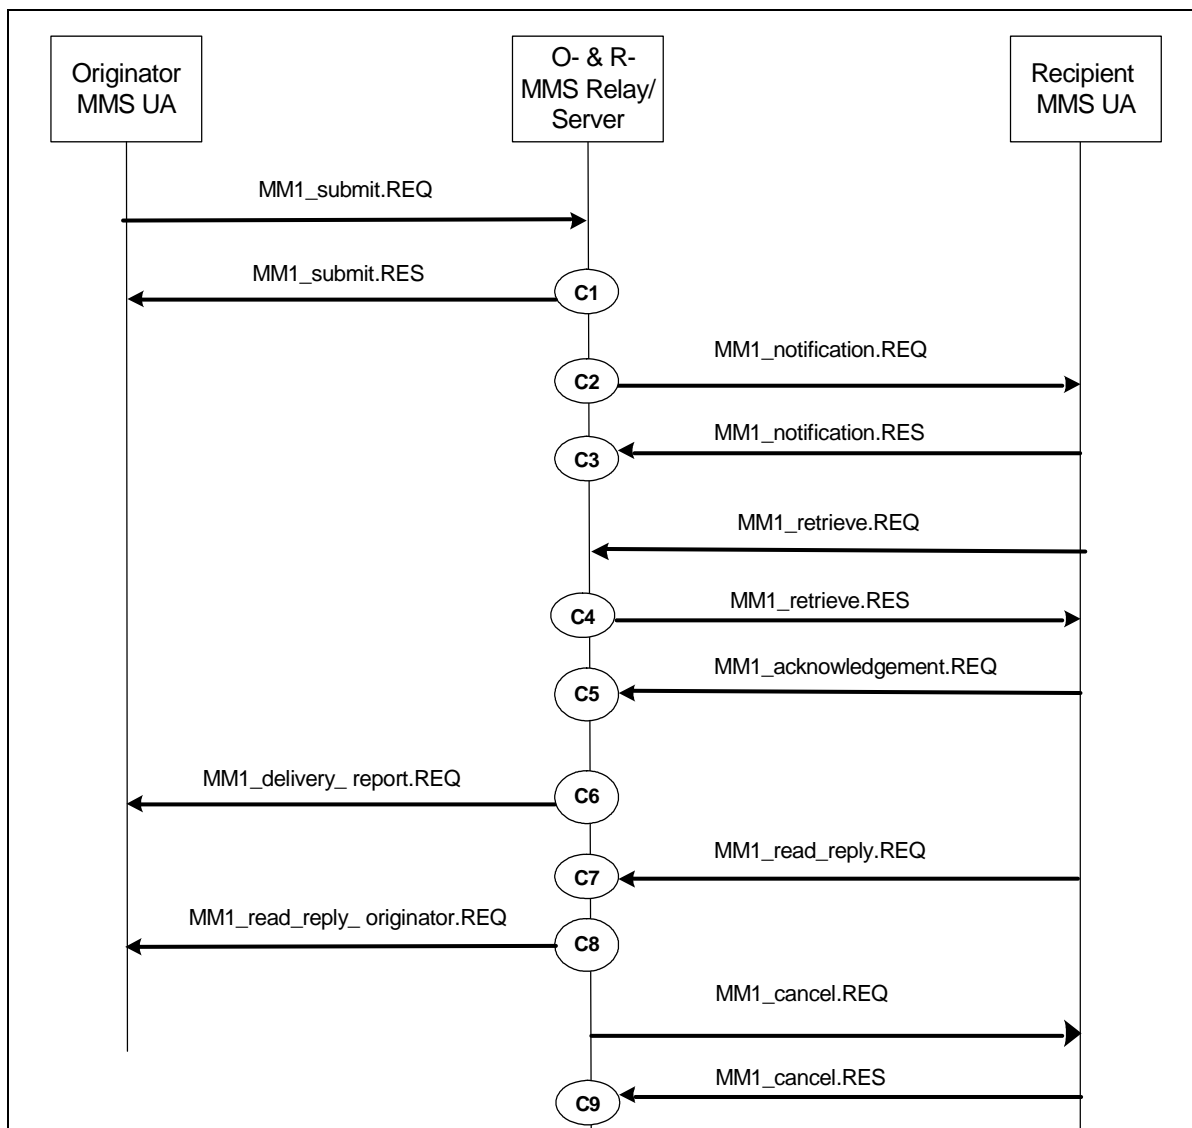 Originator
MMS UA
O- & R-
MMS Relay/
Server
Recipient
MMS UA
MM1_submit.REQ
MM1_submit.RES
C1
MM1_notification.REQ
C2
MM1_notification.RES
C3
MM1_retrieve.REQ
MM1_retrieve.RES
C4
MM1_acknowledgement.REQ
C5
MM1_delivery_ report.REQ
C6
MM1_read_reply.REQ
C7
MM1_read_reply_ originator.REQ
C8
MM1_cancel.REQ
MM1_cancel.RES
C9